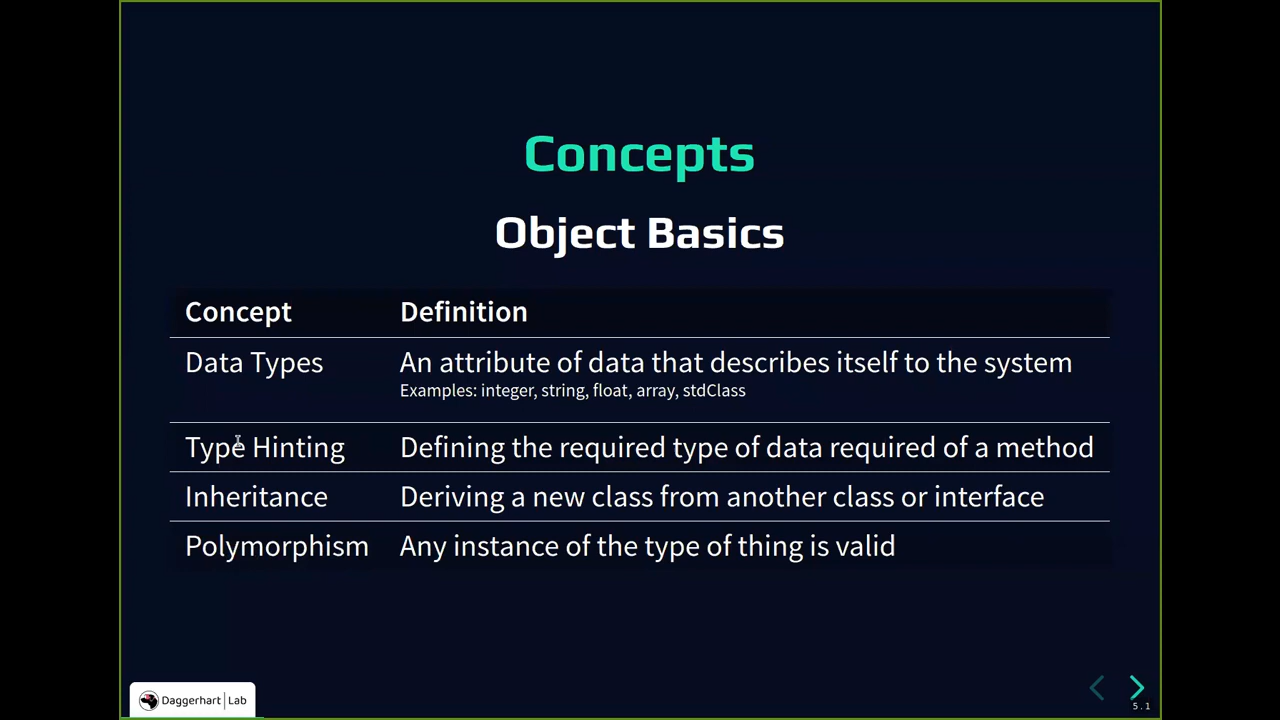 Concepts
Object Basics
Concept Definition
Data Types An attribute of data that describes itself to the system
Examples: integer, string, float, array, stdClass
Type Hinting Defining the required type of data required of a method
Inheritance Deriving a new class from another class or interface
Polymorphism Any instance of the type of thing is valid
Daggerhart | Lab
5.1